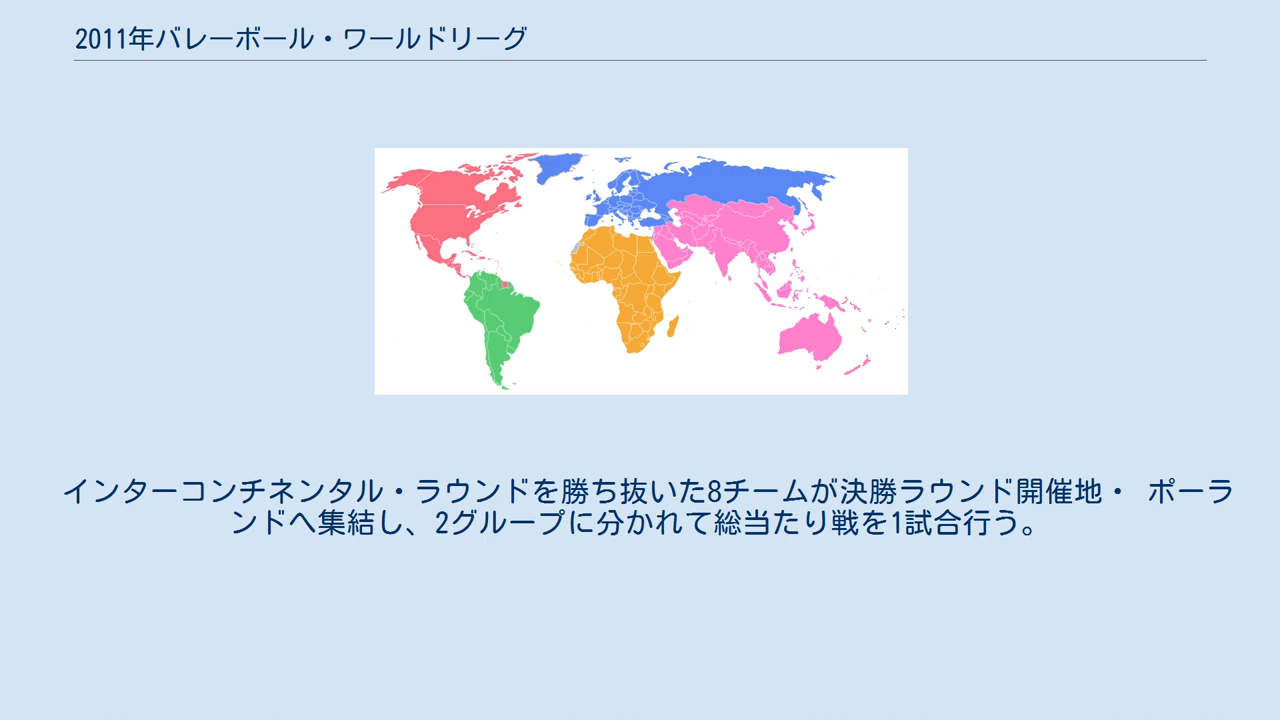 2011年バレーボール・ワールドリーグ
インターコンチネンタル・ラウンドを勝ち抜いた8チームが決勝ラウンド開催地・ ポーラ
ンドへ集結し、2グループに分かれて総当たり戦を1試合行う。